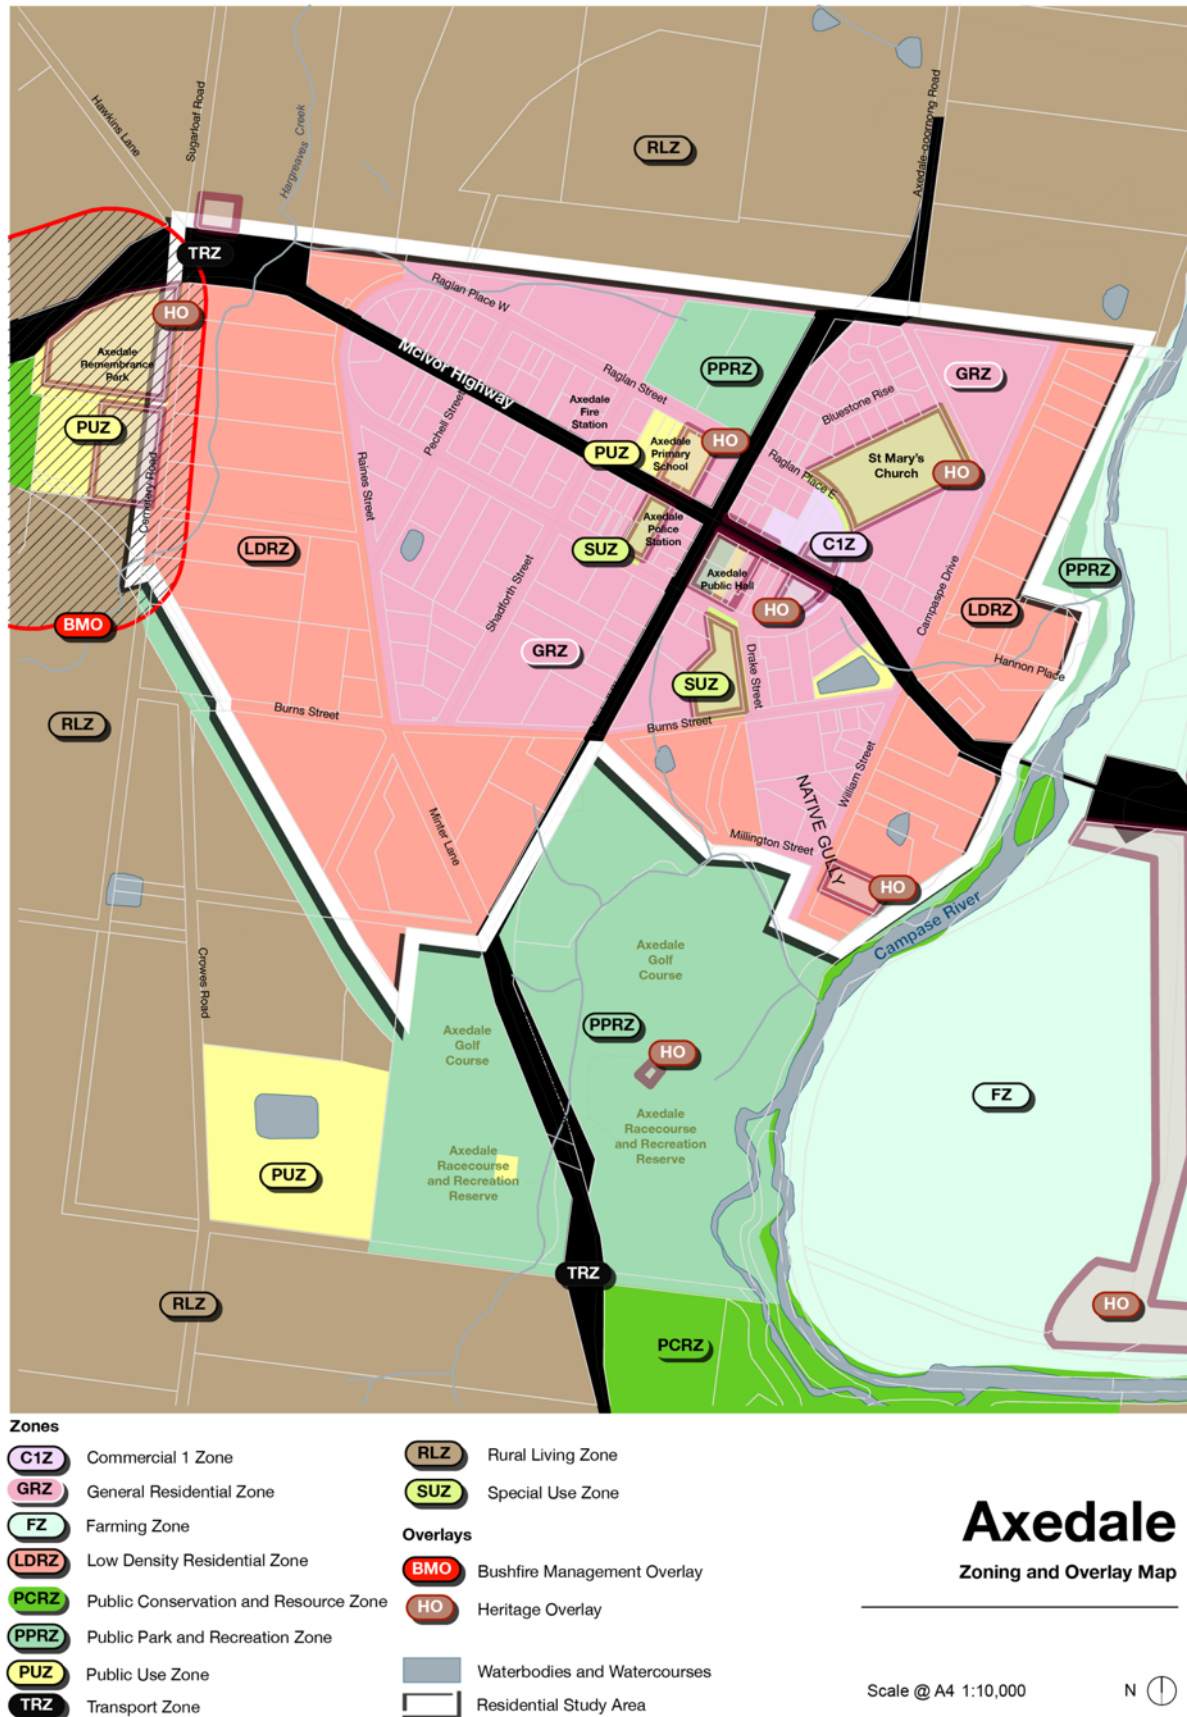 Hawkins Lane
Sugarloaf Road
Hargreaves Creek
Axedale-goornong Road
RLZ
TRZ
HO
Axedale
Remembrance
Park
PUZ
Cemetery Road
Raglan Place W
McIvor Highway
Raglan Street
PPRZ
GRZ
Bluestone Rise
Axedale
Fire
Station
Pechell Street
PUZ
Axedale
Primary
School
HO
Raglan Place E
St Mary's
Church
HO
Raines Street
LDRZ
SUZ
Axedale
Police
Station
C1Z
Axedale
Public Hall
HO
PPRZ
Campaspe Drive
LDRZ
BMO
Shadforth Street
GRZ
SUZ
Drake Street
Hannon Place
RLZ
Burns Street
Burns Street
William Street
NATIVE GULLY
Minter Lane
Millington Street
HO
Campase River
Crowes Road
Axedale
Golf
Course
Axedale
Golf
Course
PPRZ
HO
FZ
Axedale
Racecourse
and Recreation
Reserve
Axedale
Racecourse
and Recreation
Reserve
PUZ
TRZ
RLZ
HO
PCRZ
Zones
C1Z Commercial 1 Zone
GRZ General Residential Zone
FZ Farming Zone
LDRZ Low Density Residential Zone
PCRZ Public Conservation and Resource Zone
PPRZ Public Park and Recreation Zone
PUZ Public Use Zone
TRZ Transport Zone
RLZ Rural Living Zone
SUZ Special Use Zone
Overlays
BMO Bushfire Management Overlay
HO Heritage Overlay
Waterbodies and Watercourses
Residential Study Area
Axedale
Zoning and Overlay Map
Scale @ A4 1:10,000
N